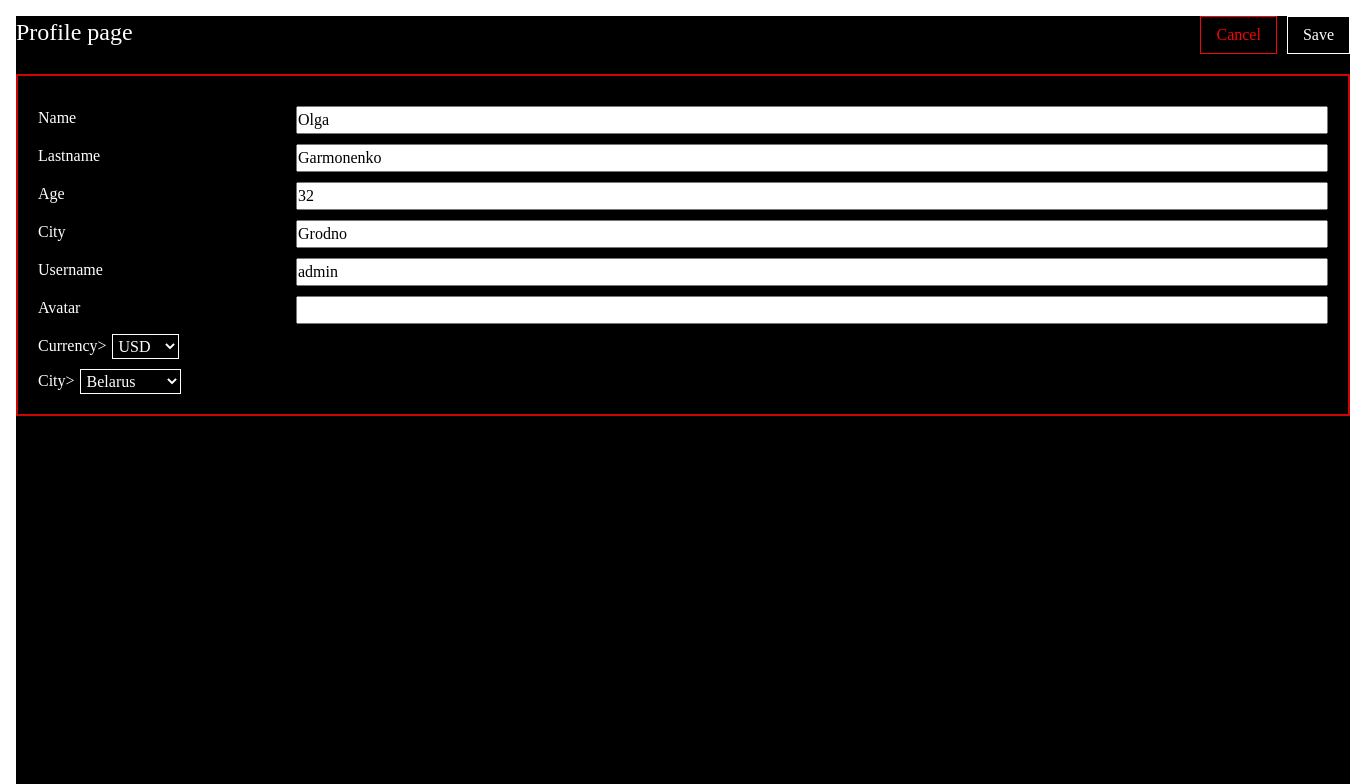 Profile page
Cancel
Save
Name
Olga
Lastname
Garmonenko
Age
32
City
Grodno
Username
admin
Avatar
Currency> USD
City> Belarus